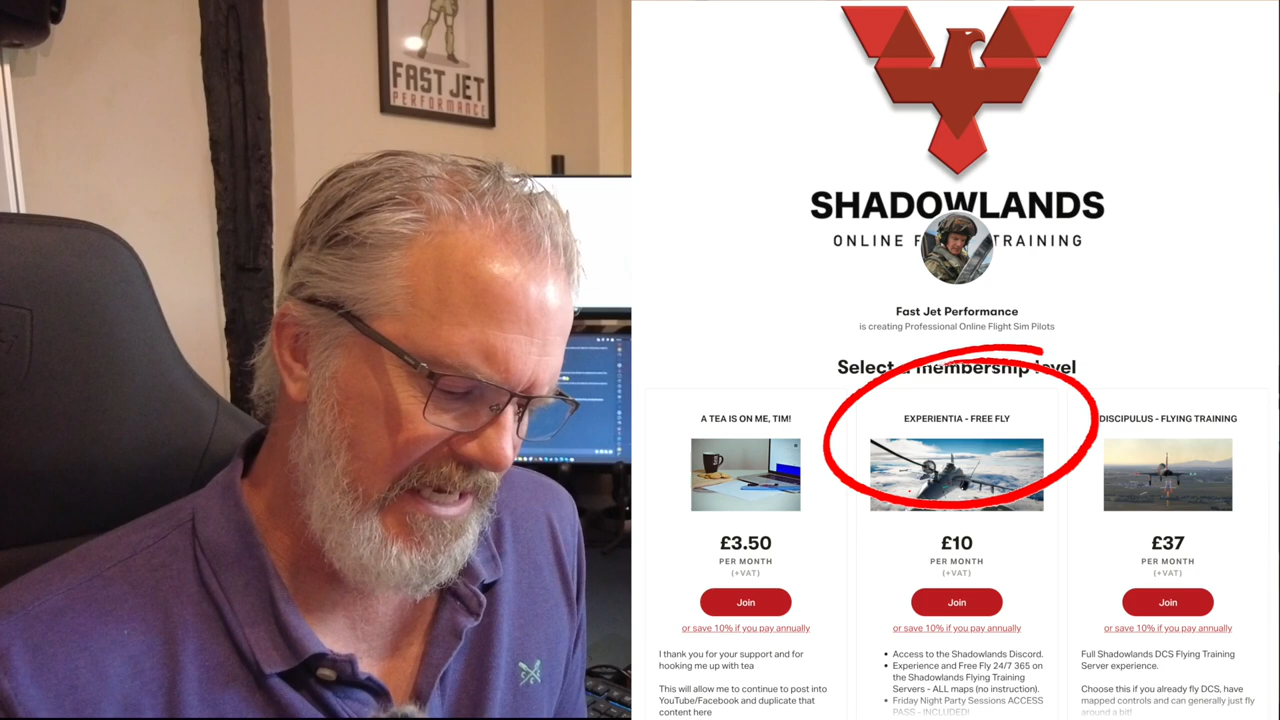 FAST JET
PERFORMANCE
SHADOWLANDS
ONLINE F TRAINING
Fast Jet Performance
is creating Professional Online Flight Sim Pilots
Select a membership level
A TEA IS ON ME, TIM!
£3.50
PER MONTH
(+VAT)
Join
or save 10% if you pay annually
I thank you for your support and for
hooking me up with tea
This will allow me to continue to post into
YouTube/Facebook and duplicate that
content here
EXPERIENTIA - FREE FLY
£10
PER MONTH
(+VAT)
Join
or save 10% if you pay annually
Access to the Shadowlands Discord.
Experience and Free Fly 24/7 365 on
the Shadowlands Flying Training
Servers - ALL maps (no instruction).
Friday Night Party Sessions ACCESS
PASS - INCLUDED!
DISCIPULUS - FLYING TRAINING
£37
PER MONTH
(+VAT)
Join
or save 10% if you pay annually
Full Shadowlands DCS Flying Training
Server experience.
Choose this if you already fly DCS, have
mapped controls and can generally just fly
around a bit!